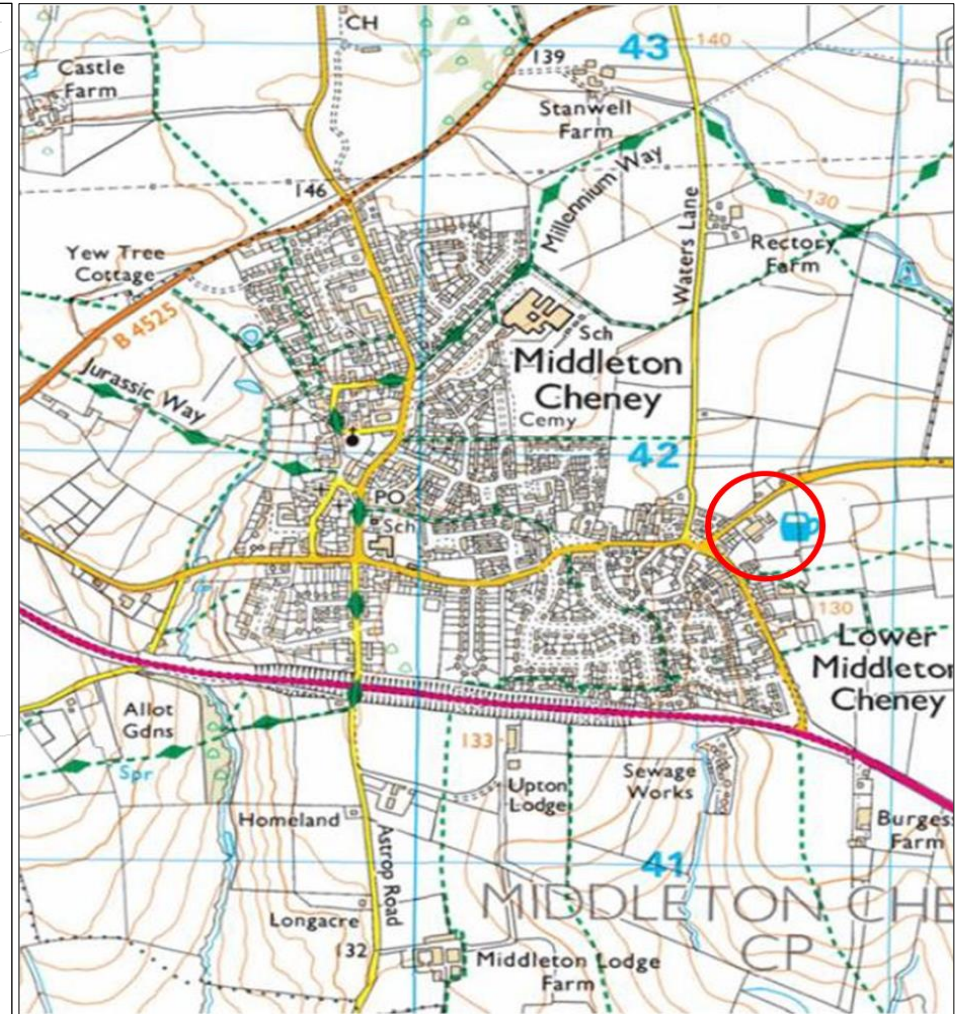 CH
43
140
139
Castle
Farm
Stanwell
Farm
Millennium Way
146
130
Waters Lane
Yew Tree
Cottage
Rectory
Farm
B 4525
Sch
Middleton
Cheney
Jurassic Way
Cemy
42
PO
Sch
130
Lower
Middleton
Cheney
Allot
Gdns
133
Spr
Upton
Lodge
Sewage
Works
Homeland
Burges
Farm
Astrop Road
41
MIDDLETON CHE
CP
Longacre
132
Middleton Lodge
Farm